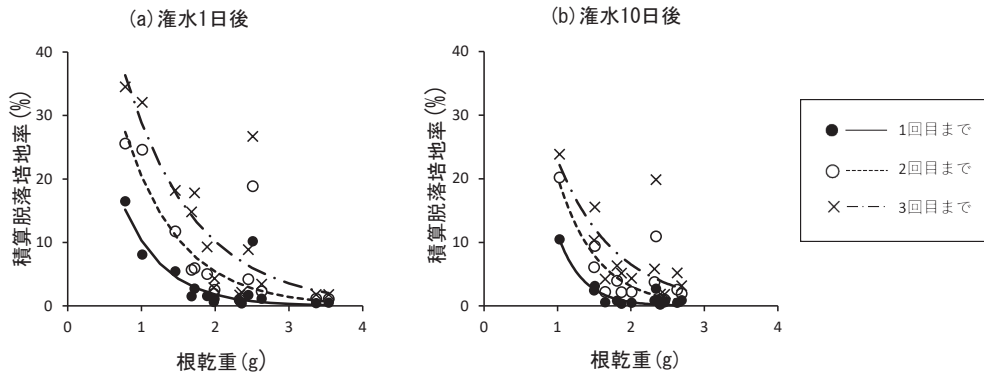 (a) 潅水1日後
40
30
20
10
0
0 1 2 3 4
積算脱落培地率(%)
根乾重(g)
(b) 潅水10日後
40
30
20
10
0
0 1 2 3 4
積算脱落培地率(%)
根乾重(g)
1回目まで
2回目まで
3回目まで